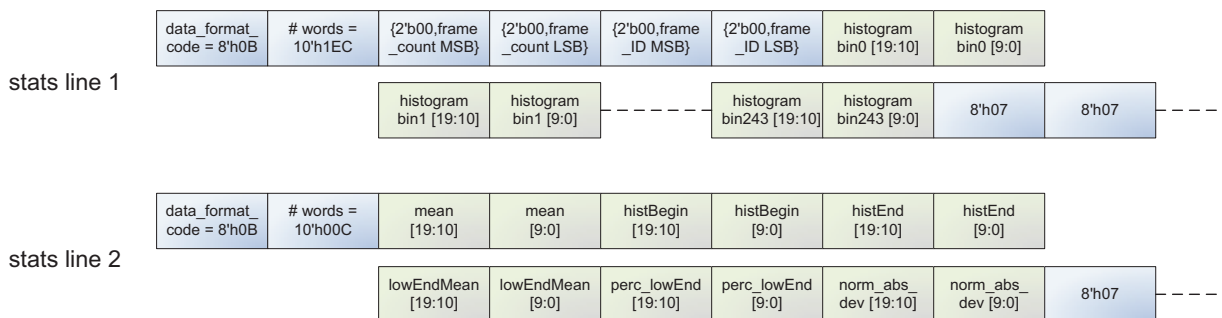 data_format_
code = 8'h0B
# words =
10'h1EC
{2'b00,frame
_count MSB}
{2'b00,frame
_count LSB}
{2'b00,frame
_ID MSB}
{2'b00,frame
_ID LSB}
histogram
bin0 [19:10]
histogram
bin0 [9:0]
stats line 1
histogram
bin1 [19:10]
histogram
bin1 [9:0]
histogram
bin243 [19:10]
histogram
bin243 [9:0]
8'h07
8'h07
data_format_
code = 8'h0B
# words =
10'h00C
mean
[19:10]
mean
[9:0]
histBegin
[19:10]
histBegin
[9:0]
histEnd
[19:10]
histEnd
[9:0]
stats line 2
lowEndMean
[19:10]
lowEndMean
[9:0]
perc_lowEnd
[19:10]
perc_lowEnd
[9:0]
norm_abs_
dev [19:10]
norm_abs_
dev [9:0]
8'h07